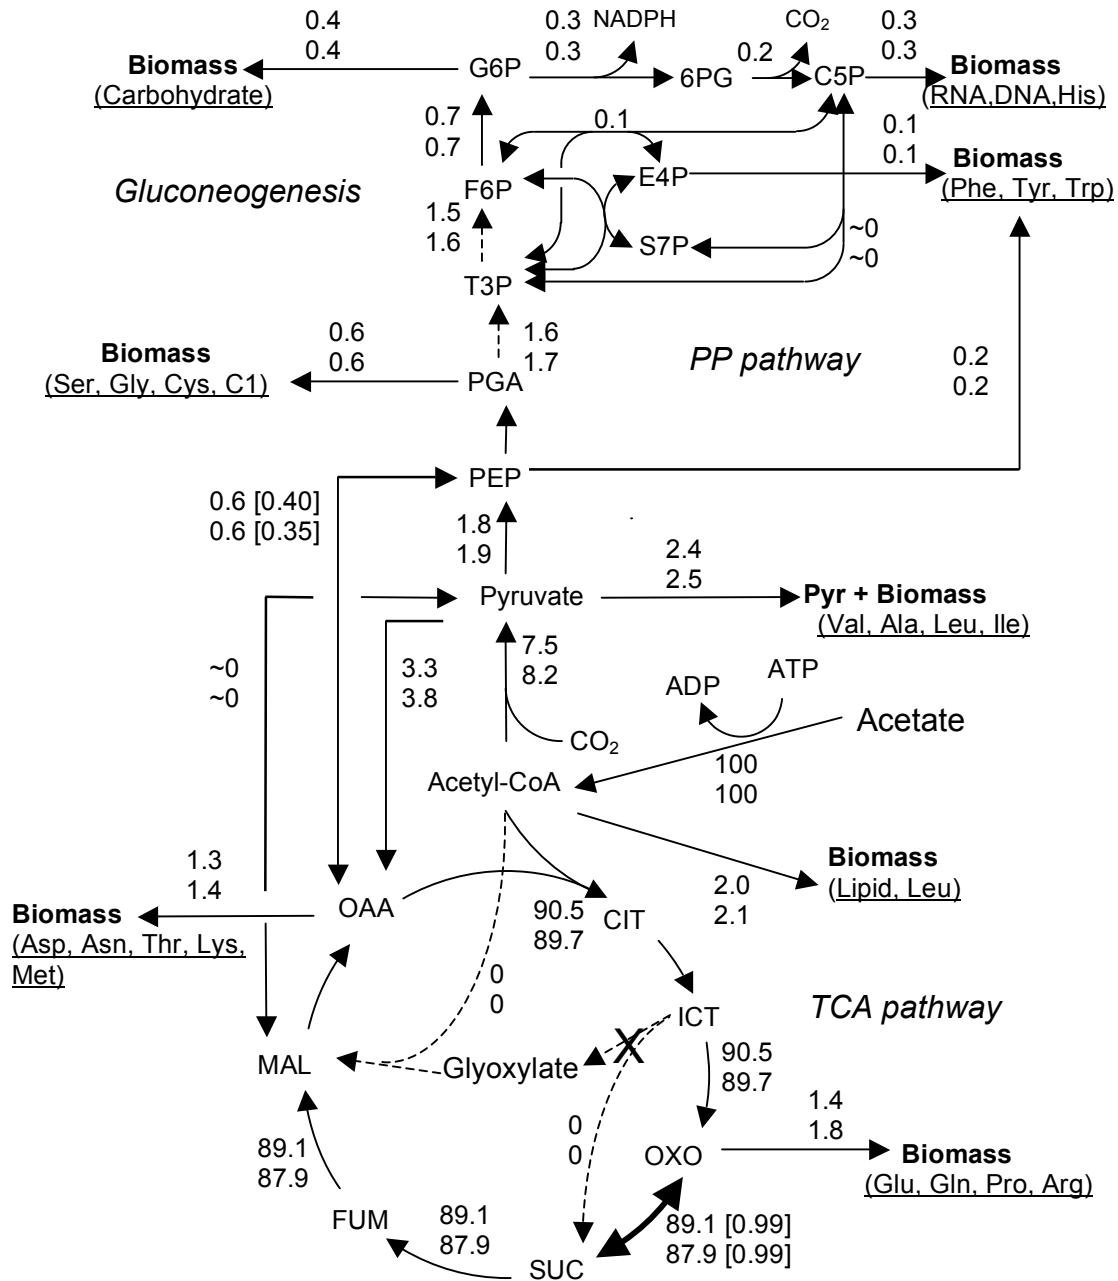 0.4
0.4
0.3
0.3
NADPH
CO₂
0.2
0.3
0.3
Biomass
(Carbohydrate)
G6P
6PG
C5P
Biomass
(RNA,DNA,His)
0.7
0.7
0.1
0.1
0.1
Gluconeogenesis
F6P
E4P
Biomass
(Phe, Tyr, Trp)
1.5
1.6
S7P
~0
~0
T3P
0.6
0.6
1.6
1.7
PP pathway
0.2
0.2
Biomass
(Ser, Gly, Cys, C1)
PGA
PEP
0.6 [0.40]
0.6 [0.35]
1.8
1.9
2.4
2.5
Pyruvate
Pyr + Biomass
(Val, Ala, Leu, Ile)
~0
~0
3.3
3.8
7.5
8.2
ADP
ATP
Acetate
CO₂
100
100
Acetyl-CoA
1.3
1.4
2.0
2.1
Biomass
(Lipid, Leu)
Biomass
(Asp, Asn, Thr, Lys,
Met)
OAA
90.5
89.7
CIT
0
0
ICT
TCA pathway
MAL
Glyoxylate
X
90.5
89.7
0
0
OXO
1.4
1.8
Biomass
(Glu, Gln, Pro, Arg)
89.1
87.9
FUM
89.1
87.9
SUC
89.1 [0.99]
87.9 [0.99]